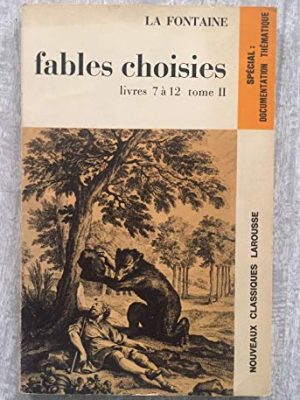 LA FONTAINE
fables choisies
livres 7 à 12 tome II
SPÉCIAL :
DOCUMENTATION THÉMATIQUE
NOUVEAUX CLASSIQUES LAROUSSE